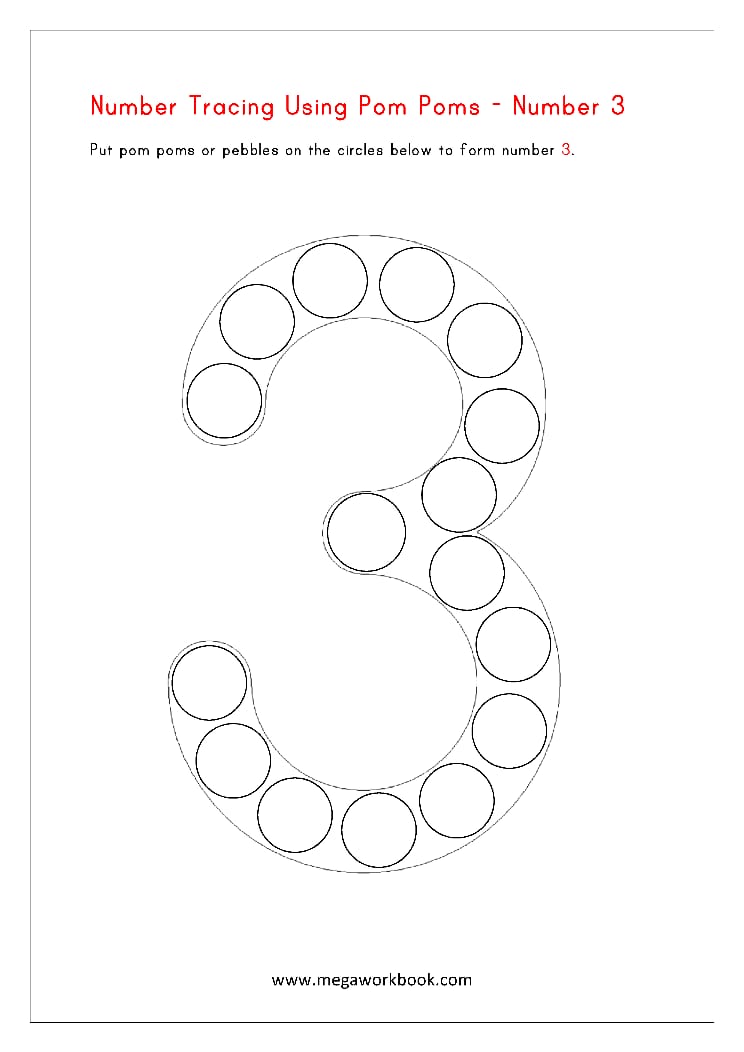 Number Tracing Using Pom Poms - Number 3
Put pom poms or pebbles on the circles below to form number 3.
www.megaworkbook.com